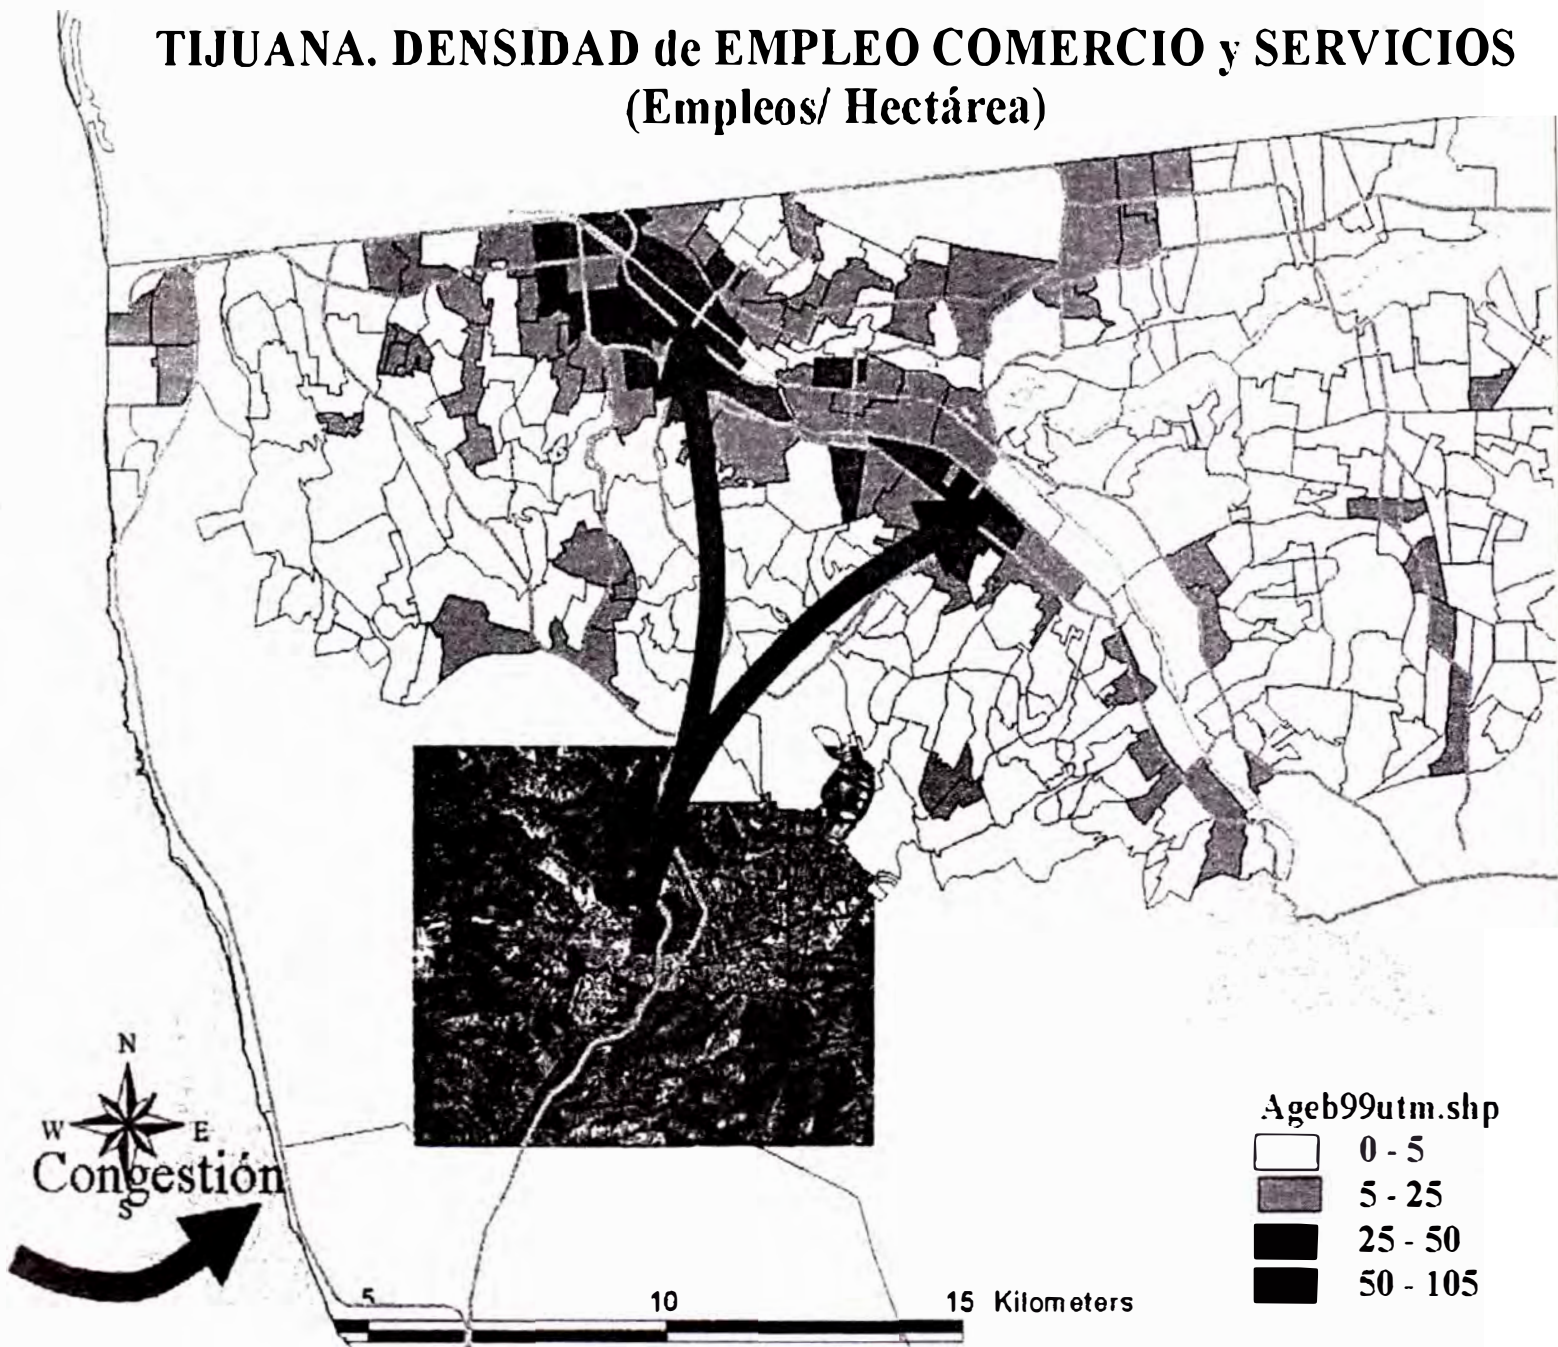 TIJUANA. DENSIDAD de EMPLEO COMERCIO y SERVICIOS
(Empleos/ Hectárea)
N
W
E
Congestión
S
5
10
15 Kilometers
Ageb99utm.shp
0 - 5
5 - 25
25 - 50
50 - 105